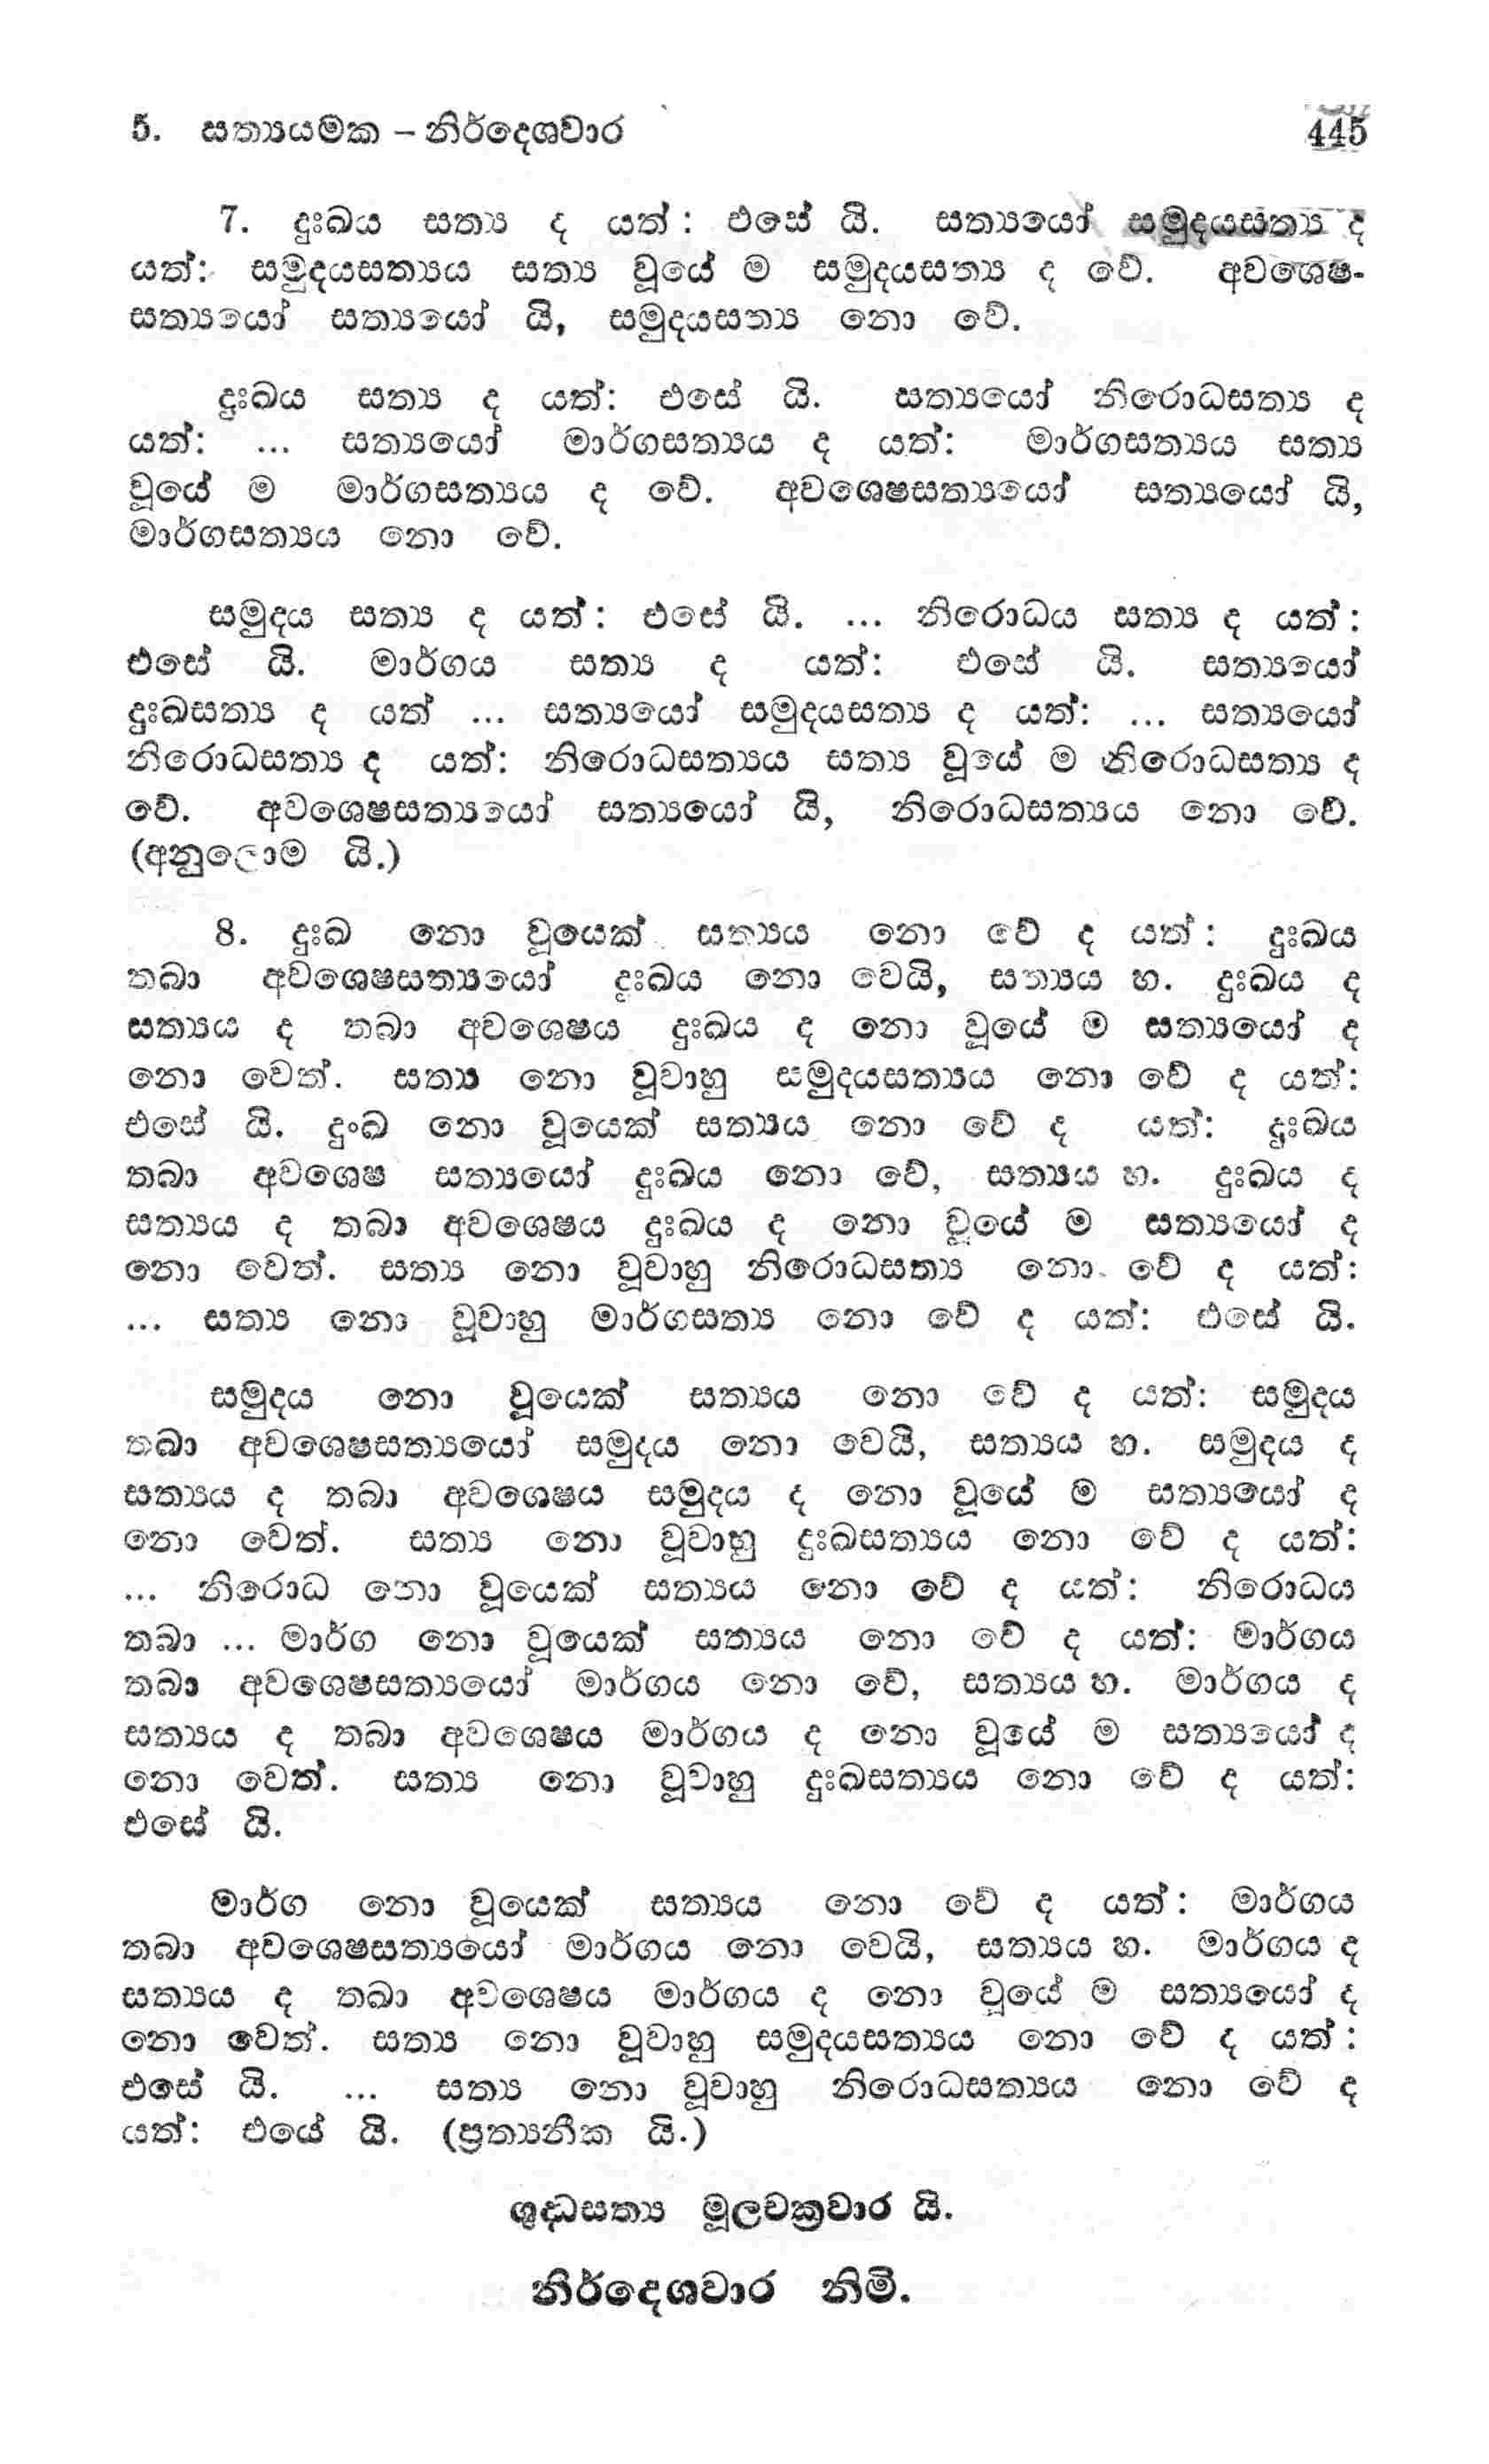 5. සත්‍යයමක – නිර්දෙශවාර 445
7. දුඃඛය සත්‍ය ද යත්: එසේ යි. සත්‍යයෝ සමුදයසත්‍ය ද
යත්: සමුදයසත්‍යය සත්‍ය වූයේ ම සමුදයසත්‍ය ද වේ. අවශෙෂ-
සත්‍යයෝ සත්‍යයෝ යි, සමුදයසත්‍ය නො වේ.
දුඃඛය සත්‍ය ද යත්: එසේ යි. සත්‍යයෝ නිරොධසත්‍ය ද
යත්: ... සත්‍යයෝ මාර්ගසත්‍යය ද යත්: මාර්ගසත්‍යය සත්‍ය
වූයේ ම මාර්ගසත්‍යය ද වේ. අවශෙෂසත්‍යයෝ සත්‍යයෝ යි,
මාර්ගසත්‍යය නො වේ.
සමුදය සත්‍ය ද යත්: එසේ යි. ... නිරොධය සත්‍ය ද යත්:
එසේ යි. මාර්ගය සත්‍ය ද යත්: එසේ යි. සත්‍යයෝ
දුඃඛසත්‍ය ද යත් ... සත්‍යයෝ සමුදයසත්‍ය ද යත්: ... සත්‍යයෝ
නිරොධසත්‍ය ද යත්: නිරොධසත්‍යය සත්‍ය වූයේ ම නිරොධසත්‍ය ද
වේ. අවශෙෂසත්‍යයෝ සත්‍යයෝ යි, නිරොධසත්‍යය නො වේ.
(අනුලොම යි.)
8. දුඃඛ නො වූයෙක් සත්‍යය නො වේ ද යත්: දුඃඛය
තබා අවශෙෂසත්‍යයෝ දුඃඛය නො වෙයි, සත්‍යය හ. දුඃඛය ද
සත්‍යය ද තබා අවශෙෂය දුඃඛය ද නො වූයේ ම සත්‍යයෝ ද
නො වෙත්. සත්‍ය නො වූවාහු සමුදයසත්‍යය නො වේ ද යත්:
එසේ යි. දුංඛ නො වූයෙක් සත්‍යය නො වේ ද යත්: දුඃඛය
තබා අවශෙෂ සත්‍යයෝ දුඃඛය නො වේ, සත්‍යය හ. දුඃඛය ද
සත්‍යය ද තබා අවශෙෂය දුඃඛය ද නො වූයේ ම සත්‍යයෝ ද
නො වෙත්. සත්‍ය නො වූවාහු නිරොධසත්‍ය නො වේ ද යත්:
... සත්‍ය නො වූවාහු මාර්ගසත්‍ය නො වේ ද යත්: එසේ යි.
සමුදය නො වූයෙක් සත්‍යය නො වේ ද යත්: සමුදය
තබා අවශෙෂසත්‍යයෝ සමුදය නො වෙයි, සත්‍යය හ. සමුදය ද
සත්‍යය ද තබා අවශෙෂය සමුදය ද නො වූයේ ම සත්‍යයෝ ද
නො වෙත්. සත්‍ය නො වූවාහු දුඃඛසත්‍යය නො වේ ද යත්:
... නිරොධ නො වූයෙක් සත්‍යය නො වේ ද යත්: නිරොධය
තබා ... මාර්ග නො වූයෙක් සත්‍යය නො වේ ද යත්: මාර්ගය
තබා අවශෙෂසත්‍යයෝ මාර්ගය නො වේ, සත්‍යය හ. මාර්ගය ද
සත්‍යය ද තබා අවශෙෂය මාර්ගය ද නො වූයේ ම සත්‍යයෝ ද
නො වෙත්. සත්‍ය නො වූවාහු දුඃඛසත්‍යය නො වේ ද යත්:
එසේ යි.
මාර්ග නො වූයෙක් සත්‍යය නො වේ ද යත්: මාර්ගය
තබා අවශෙෂසත්‍යයෝ මාර්ගය නො වෙයි, සත්‍යය හ. මාර්ගය ද
සත්‍යය ද තබා අවශෙෂය මාර්ගය ද නො වූයේ ම සත්‍යයෝ ද
නො වෙත්. සත්‍ය නො වූවාහු සමුදයසත්‍යය නො වේ ද යත්:
එසේ යි. ... සත්‍ය නො වූවාහු නිරොධසත්‍යය නො වේ ද
යත්: එයේ යි. (ප්‍රත්‍යනීක යි.)
ශුද්ධසත්‍ය මූලචක්‍රවාර යි.
නිර්දෙශවාර නිමි.